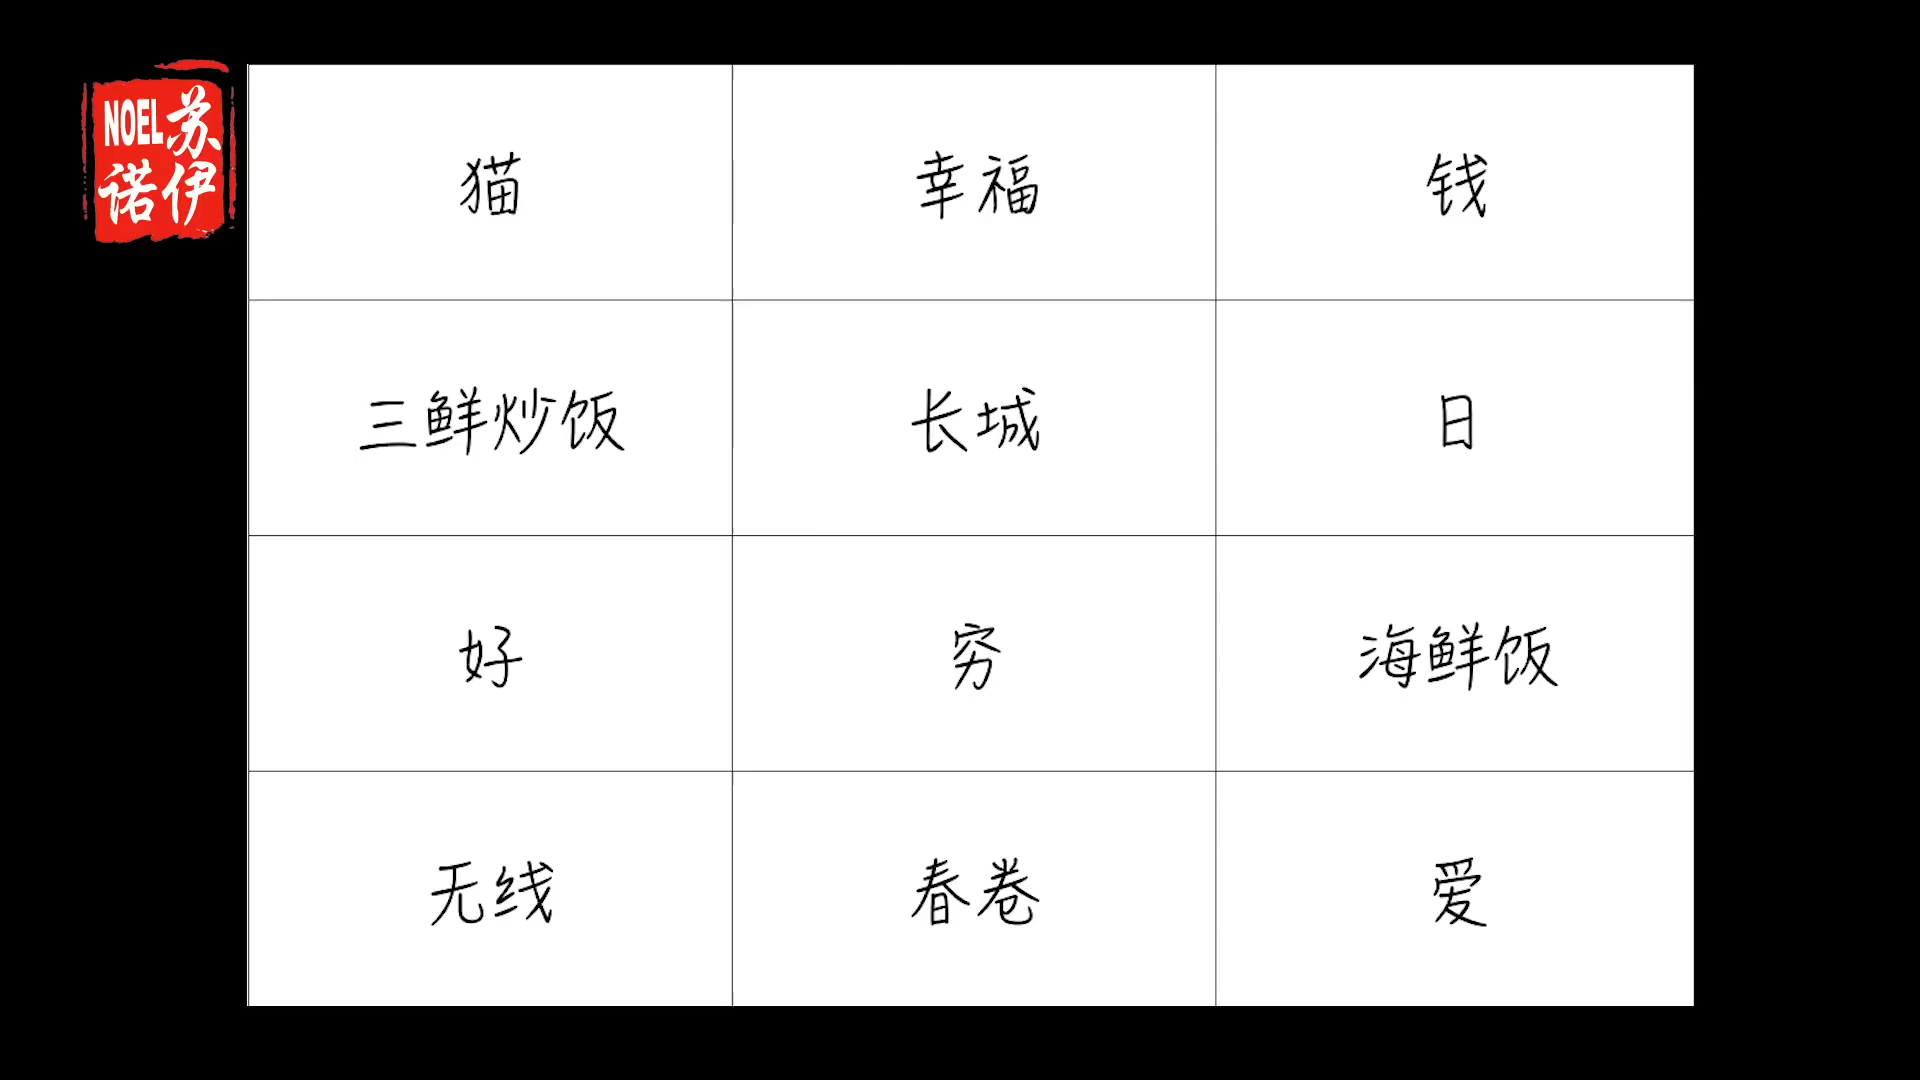 NOEL苏
诺伊
猫
幸福
钱
三鲜炒饭
长城
日
好
穷
海鲜饭
无线
春卷
爱